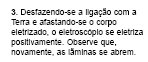 3. Desfazendo-se a ligação com a
Terra e afastando-se o corpo
eletrizado, o eletroscópio se eletriza
positivamente. Observe que,
novamente, as lâminas se abrem.